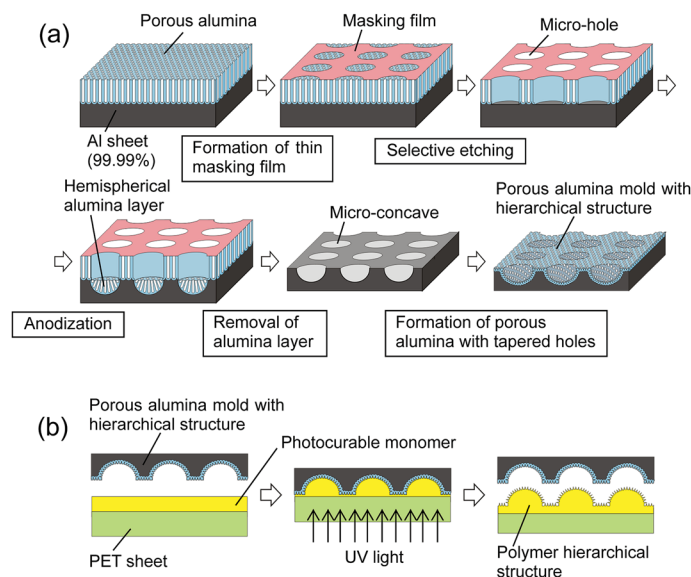 (a)
Porous alumina
Masking film
Micro-hole
Al sheet
(99.99%)
Formation of thin
masking film
Selective etching
Hemispherical
alumina layer
Micro-concave
Porous alumina mold with
hierarchical structure
Anodization
Removal of
alumina layer
Formation of porous
alumina with tapered holes
(b)
Porous alumina mold with
hierarchical structure
Photocurable monomer
PET sheet
UV light
Polymer hierarchical
structure